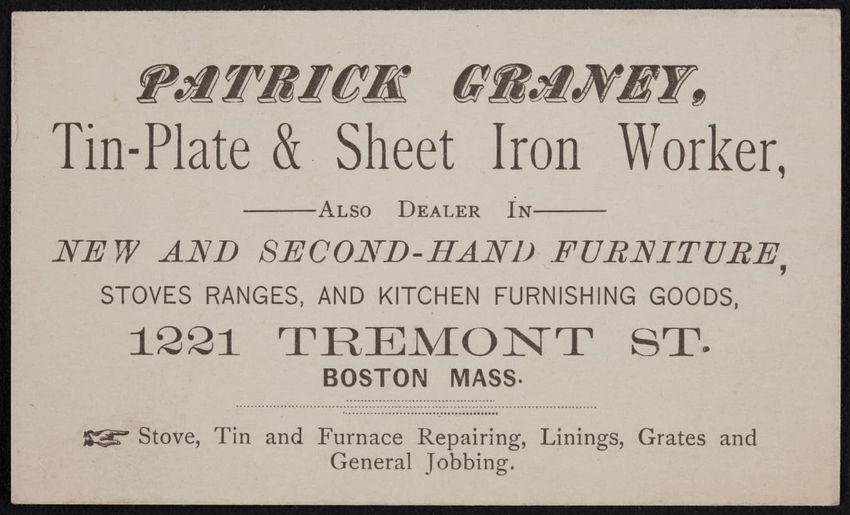 PATRICK GRANEY,
Tin-Plate & Sheet Iron Worker,
ALSO DEALER IN
NEW AND SECOND-HAND FURNITURE,
STOVES RANGES, AND KITCHEN FURNISHING GOODS,
1221 TREMONT ST.
BOSTON MASS.
Stove, Tin and Furnace Repairing, Linings, Grates and
General Jobbing.